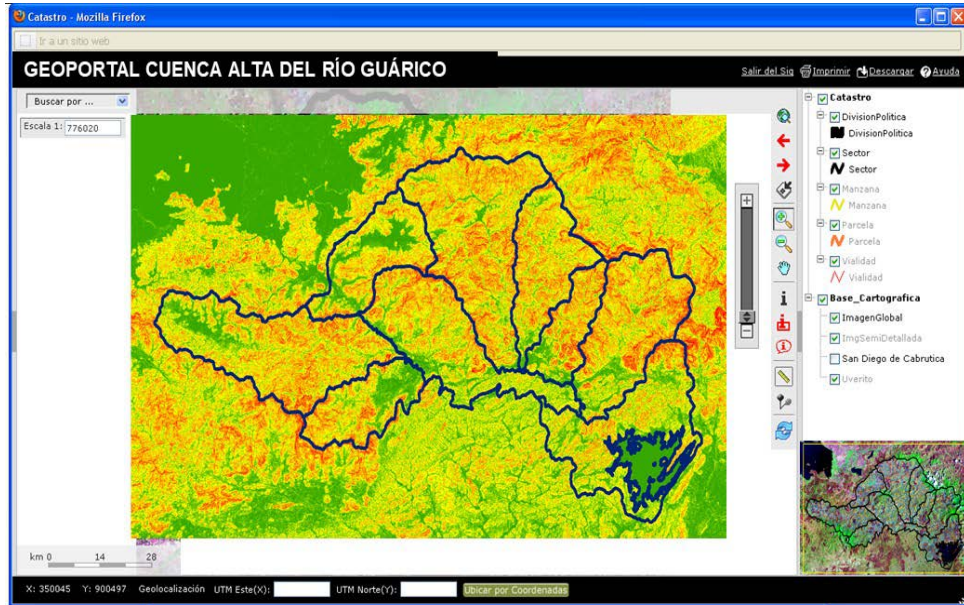 Catastro - Mozilla Firefox
Ir a un sitio web
GEOPORTAL CUENCA ALTA DEL RÍO GUÁRICO
Salir del Sig Imprimir Descargar Ayuda
Buscar por ...
Escala 1: 776020
Catastro
DivisionPolitica
DivisionPolitica
Sector
Sector
Manzana
Manzana
Parcela
Parcela
Vialidad
Vialidad
Base_Cartografica
ImagenGlobal
ImgSemiDetallada
San Diego de Cabrutica
Uverito
km 0 14 28
X: 350045 Y: 900497 Geolocalización UTM Este(X): UTM Norte(Y): Ubicar por Coordenadas